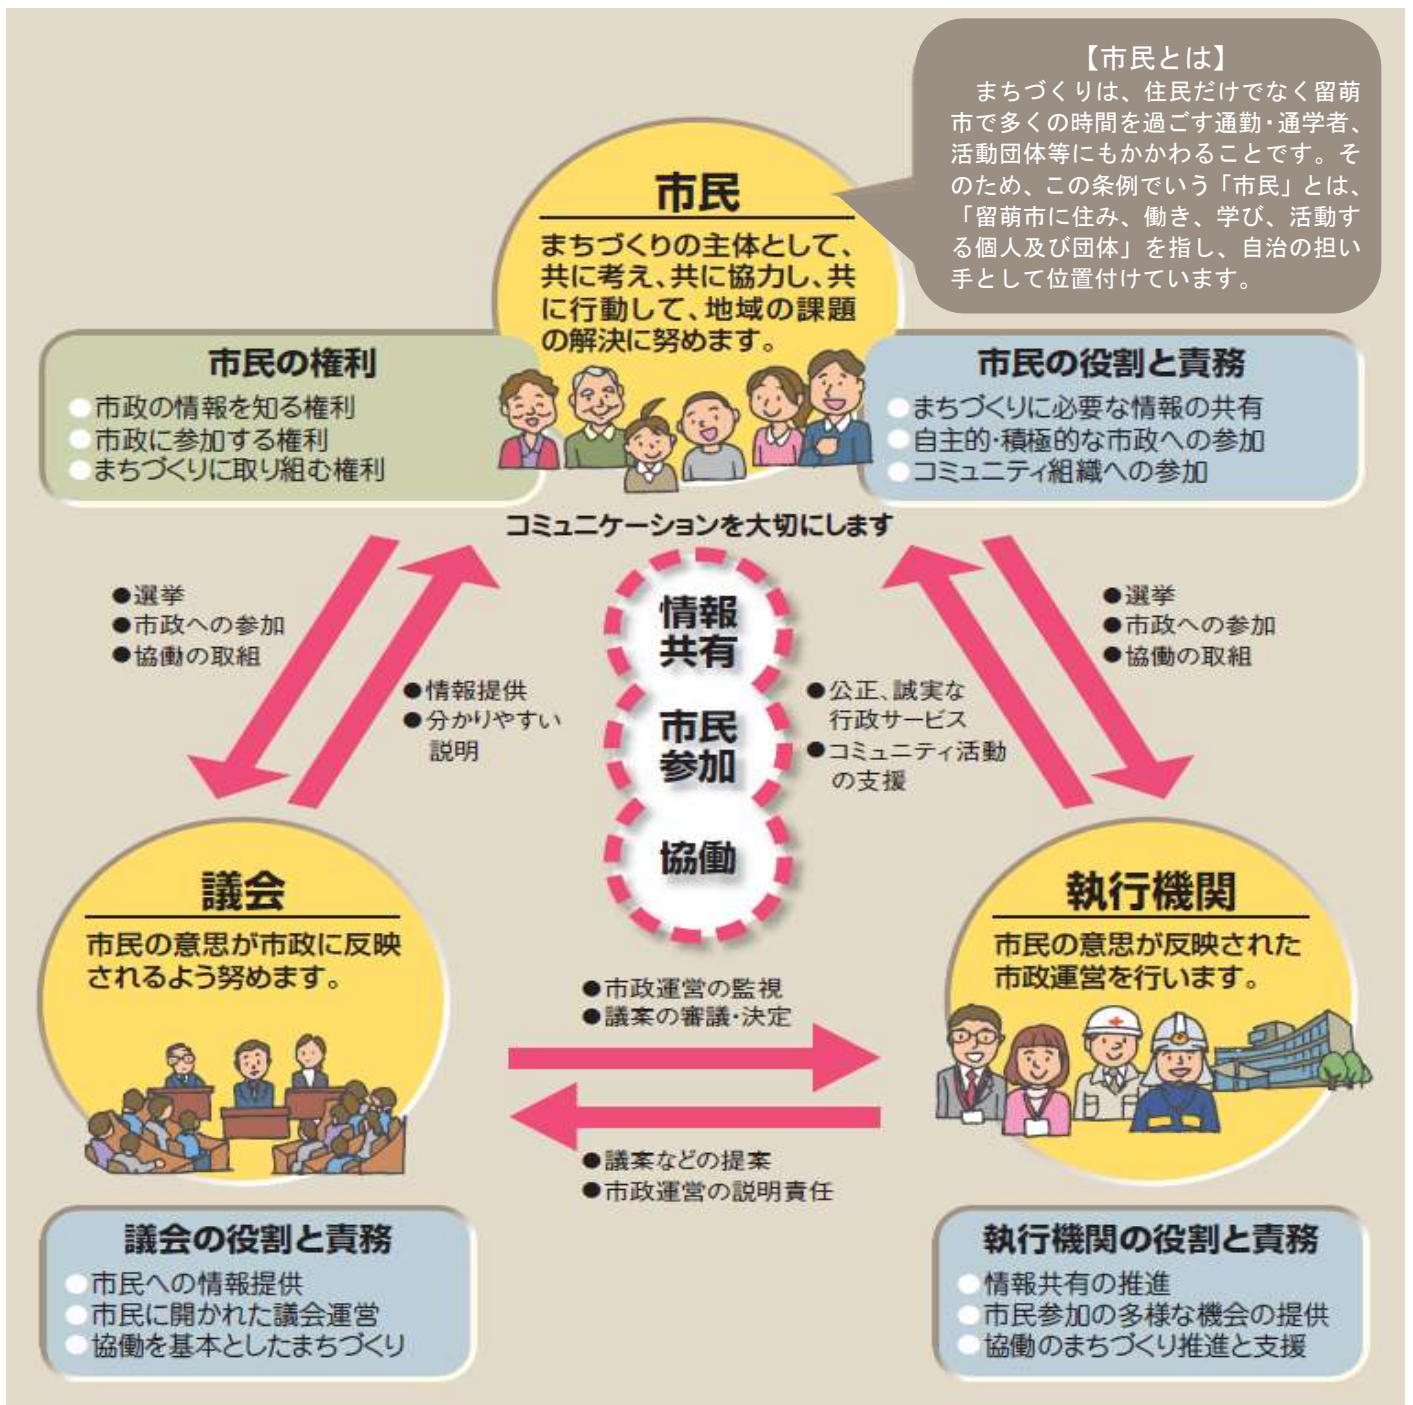 【市民とは】
まちづくりは、住民だけでなく留萌
市で多くの時間を過ごす通勤・通学者、
活動団体等にもかかわることです。そ
のため、この条例でいう「市民」とは、
「留萌市に住み、働き、学び、活動す
る個人及び団体」を指し、自治の担い
手として位置付けています。
市民
まちづくりの主体として、
共に考え、共に協力し、共
に行動して、地域の課題
の解決に努めます。
市民の権利
市政の情報を知る権利
市政に参加する権利
まちづくりに取り組む権利
市民の役割と責務
まちづくりに必要な情報の共有
自主的・積極的な市政への参加
コミュニティ組織への参加
コミュニケーションを大切にします
●選挙
●市政への参加
●協働の取組
●情報提供
●分かりやすい
説明
情報
共有
市民
参加
協働
●公正、誠実な
行政サービス
●コミュニティ活動
の支援
●選挙
●市政への参加
●協働の取組
議会
市民の意思が市政に反映
されるよう努めます。
●市政運営の監視
●議案の審議・決定
●議案などの提案
●市政運営の説明責任
執行機関
市民の意思が反映された
市政運営を行います。
議会の役割と責務
市民への情報提供
市民に開かれた議会運営
協働を基本としたまちづくり
執行機関の役割と責務
情報共有の推進
市民参加の多様な機会の提供
協働のまちづくり推進と支援